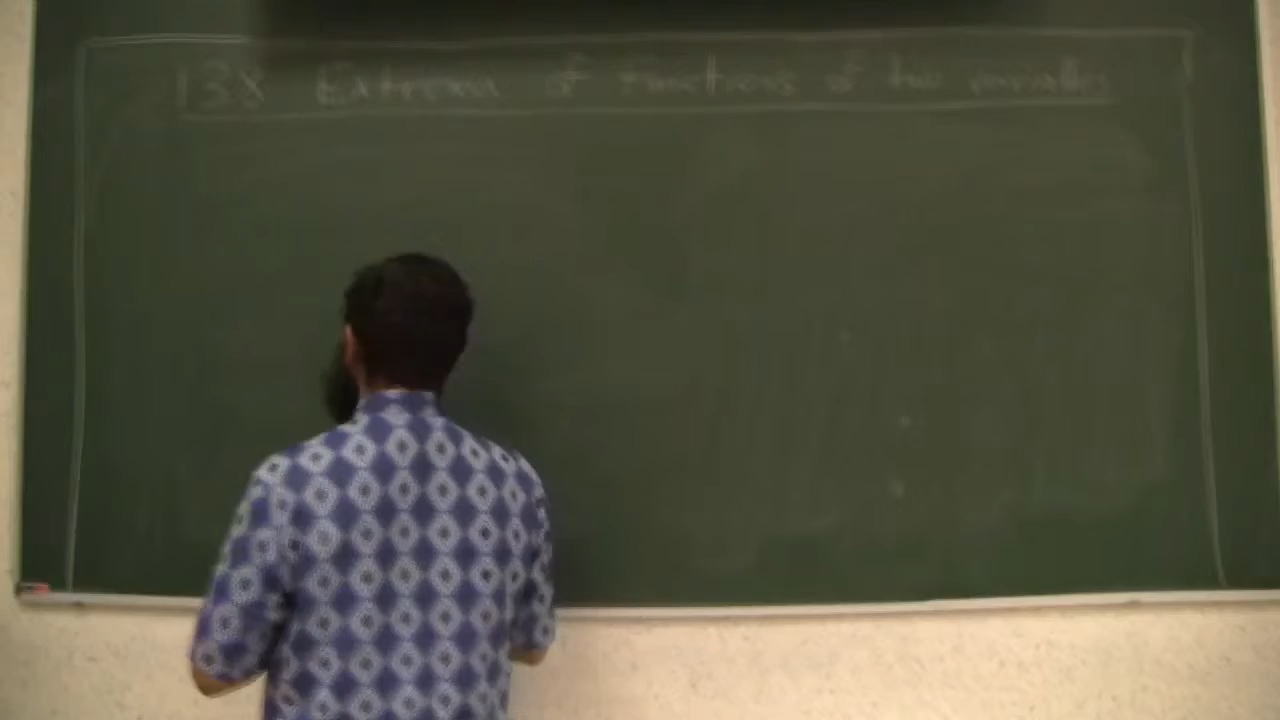 13.8 Extrema of functions of two variables